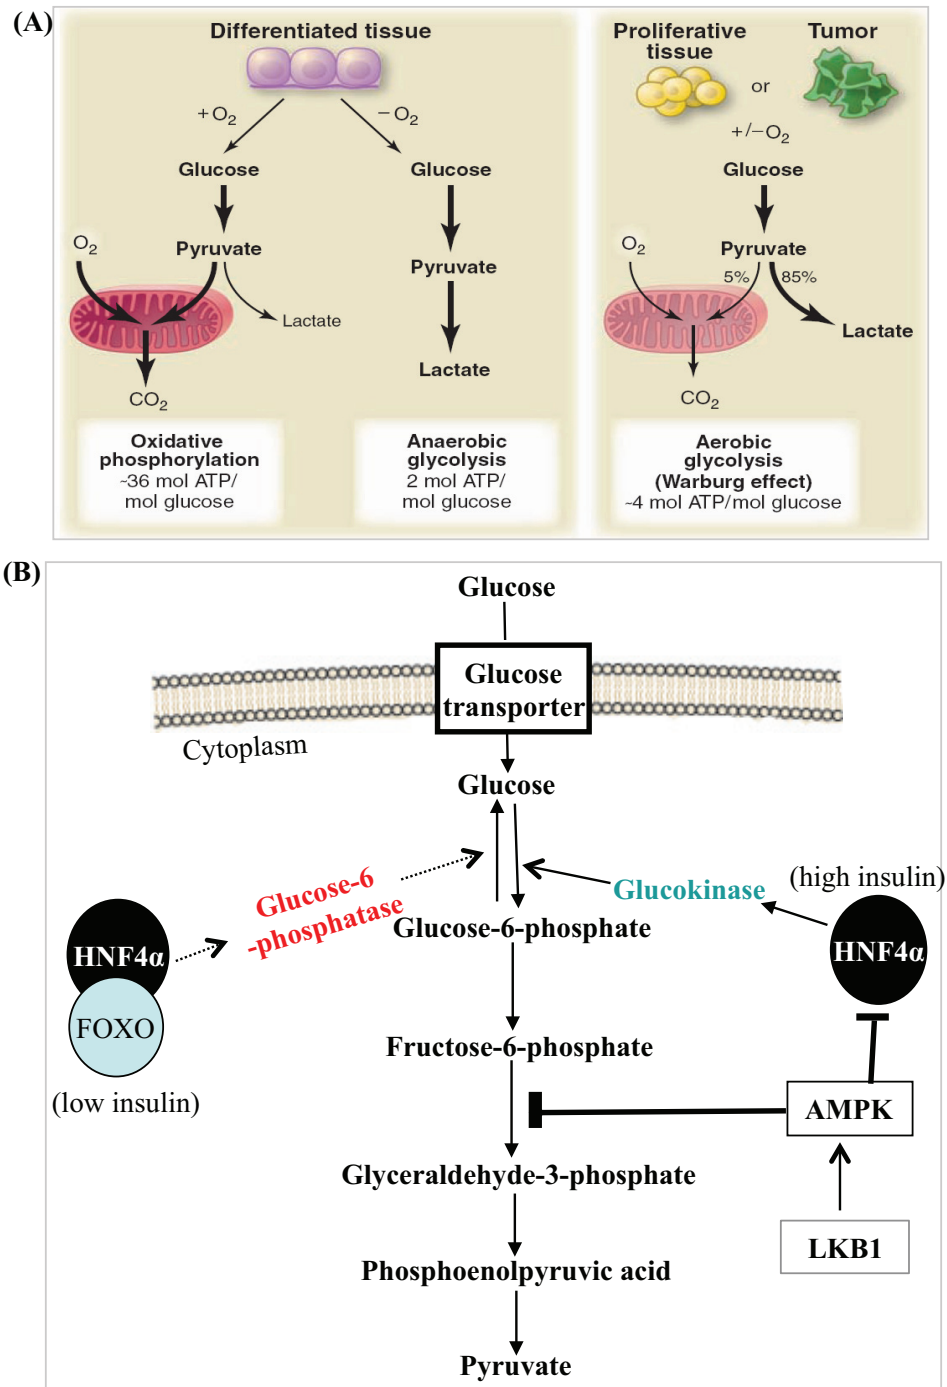 (A)
Differentiated tissue
+ O2
− O2
Glucose
Glucose
O2
Pyruvate
Pyruvate
Lactate
Lactate
CO2
Oxidative
phosphorylation
~36 mol ATP/
mol glucose
Anaerobic
glycolysis
2 mol ATP/
mol glucose
Proliferative
tissue
or
Tumor
+/−O2
Glucose
O2
Pyruvate
5%
85%
Lactate
CO2
Aerobic
glycolysis
(Warburg effect)
~4 mol ATP/mol glucose
(B)
Glucose
Glucose
transporter
Cytoplasm
Glucose
Glucose-6
-phosphatase
Glucokinase
(high insulin)
HNF4α
Glucose-6-phosphate
HNF4α
FOXO
(low insulin)
Fructose-6-phosphate
AMPK
Glyceraldehyde-3-phosphate
LKB1
Phosphoenolpyruvic acid
Pyruvate